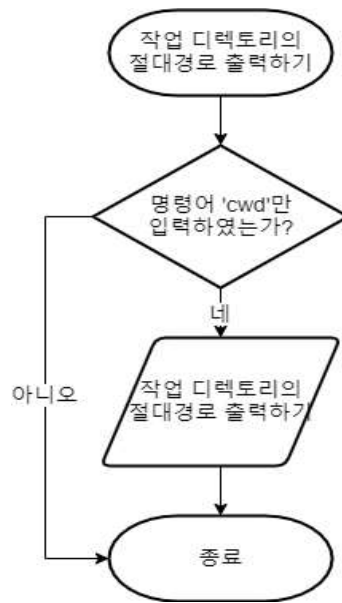 작업 디렉토리의
절대경로 출력하기
명령어 'cwd'만
입력하였는가?
네
작업 디렉토리의
절대경로 출력하기
아니오
종료